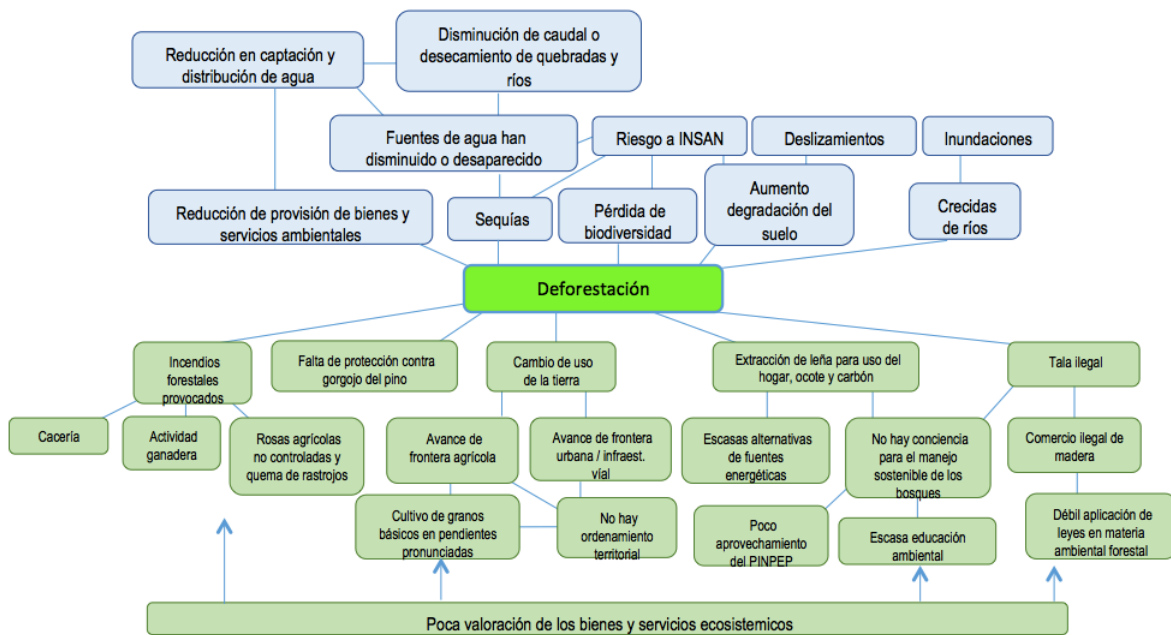 Reducción en captación y
distribución de agua
Disminución de caudal o
desecamiento de quebradas y
ríos
Fuentes de agua han
disminuido o desaparecido
Riesgo a INSAN
Deslizamientos
Inundaciones
Reducción de provisión de bienes y
servicios ambientales
Sequías
Pérdida de
biodiversidad
Aumento
degradación del
suelo
Crecidas
de ríos
Deforestación
Incendios
forestales
provocados
Falta de protección contra
gorgojo del pino
Cambio de uso
de la tierra
Extracción de leña para uso del
hogar, ocote y carbón
Tala ilegal
Cacería
Actividad
ganadera
Rosas agrícolas
no controladas y
quema de rastrojos
Avance de
frontera agrícola
Avance de frontera
urbana / infraest.
víal
Escasas alternativas
de fuentes
energéticas
No hay conciencia
para el manejo
sostenible de los
bosques
Comercio ilegal de
madera
Cultivo de granos
básicos en pendientes
pronunciadas
No hay
ordenamiento
territorial
Poco
aprovechamiento
del PINPEP
Escasa educación
ambiental
Débil aplicación de
leyes en materia
ambiental forestal
Poca valoración de los bienes y servicios ecosistemicos